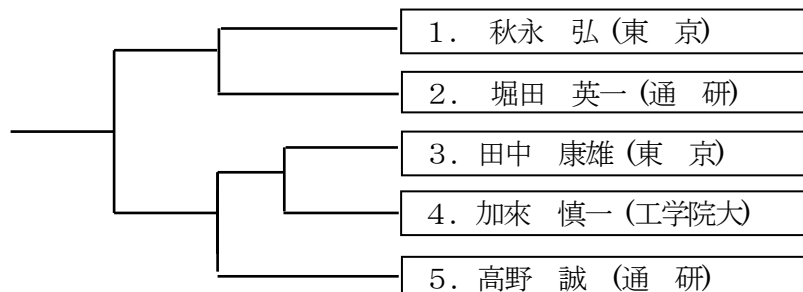 １． 秋永　弘（東　京）
２． 堀田　英一（通　研）
３．田中　康雄（東　京）
４．加來　慎一（工学院大）
５．高野　誠　（通　研）